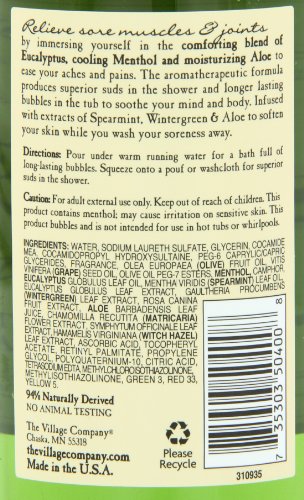 Relieve sore muscles & joints
by immersing yourself in the comforting blend of
Eucalyptus, cooling Menthol and moisturizing Aloe to
ease your aches and pains. The aromatherapeutic formula
produces superior suds in the shower and longer lasting
bubbles in the tub to soothe your mind and body. Infused
with extracts of Spearmint, Wintergreen & Aloe to soften
your skin while you wash your soreness away.
Directions: Pour under warm running water for a bath full of
long-lasting bubbles. Squeeze onto a pouf or washcloth for superior
suds in the shower.
Caution: For adult external use only. Keep out of reach of children. This
product contains menthol; may cause irritation on sensitive skin. This
product has not is not intended for use in hot tubs or whirlpools.
INGREDIENTS: WATER, SODIUM LAURETH SULFATE, GLYCERIN, COCAMIDE
MEA, COCAMIDOPROPYL HYDROXYSULTAINE, PEG-6 CAPRYLIC/CAPRIC
GLYCERIDES, FRAGRANCE, OLEA EUROPAEA (OLIVE) FRUIT OIL, VITIS
VINIFERA (GRAPE) SEED OIL, OLIVE OIL PEG-7 ESTERS, MENTHOL, CAMPHOR,
EUCALYPTUS GLOBULUS LEAF OIL, MENTHA VIRIDIS (SPEARMINT) LEAF OIL,
EUCALYPTUS GLOBULUS LEAF EXTRACT, GAULTHERIA PROCUMBENS
(WINTERGREEN) LEAF EXTRACT, ROSA CANINA
FRUIT EXTRACT, ALOE BARBADENSIS LEAF
JUICE, CHAMOMILLA RECUTITA (MATRICARIA)
FLOWER EXTRACT, SYMPHYTUM OFFICINALE LEAF
EXTRACT, HAMAMELIS VIRGINIANA (WITCH HAZEL)
LEAF EXTRACT, ASCORBIC ACID, TOCOPHERYL
ACETATE, RETINYL PALMITATE, PROPYLENE
GLYCOL, POLYQUATERNIUM-10, CITRIC ACID,
TETRASODIUM EDTA, METHYLCHLOROISOTHIAZOLINONE,
METHYLISOTHIAZOLINONE, GREEN 3, RED 33,
YELLOW 5.
94% Naturally Derived
NO ANIMAL TESTING
The Village Company®
Chaska, MN 55318
thevillagecompany.com
Made in the U.S.A.
7 35303 50400
Please
Recycle
310935